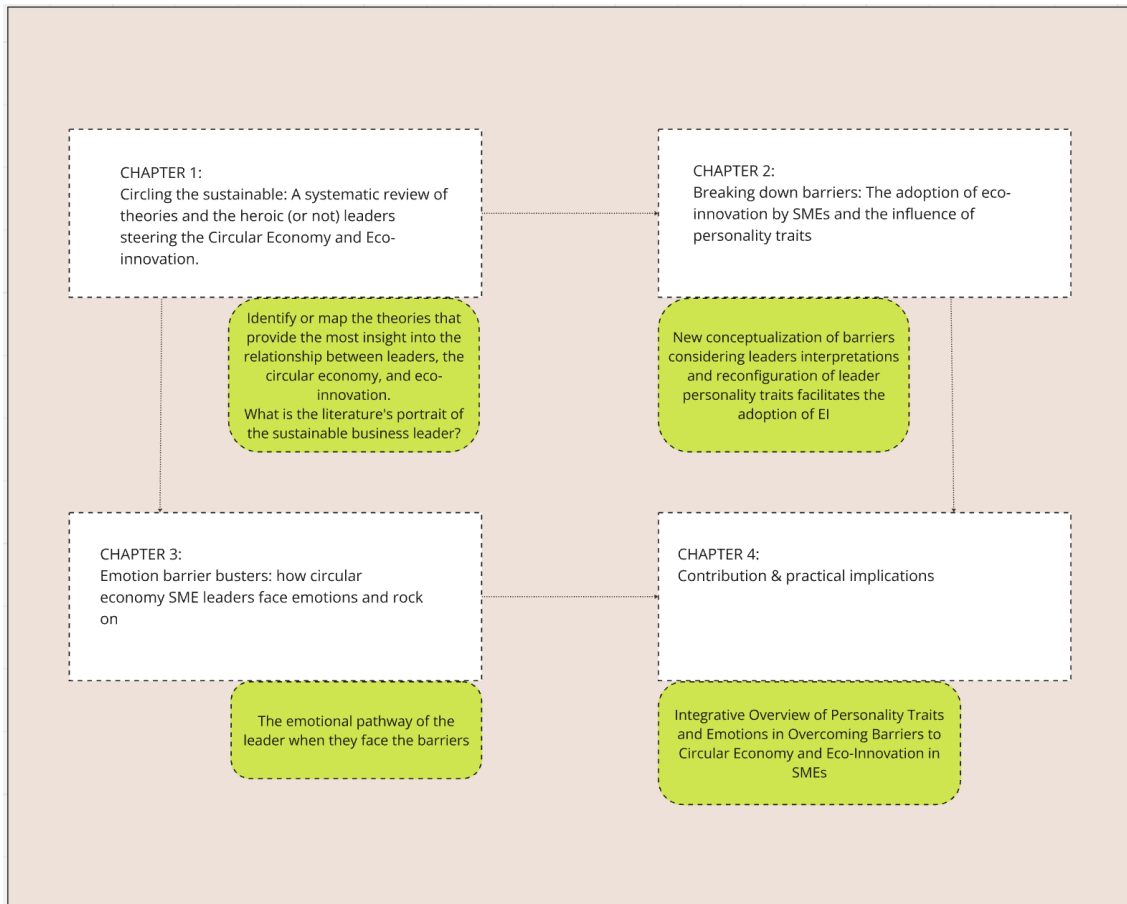 CHAPTER 1:
Circling the sustainable: A systematic review of
theories and the heroic (or not) leaders
steering the Circular Economy and Eco-
innovation.
Identify or map the theories that
provide the most insight into the
relationship between leaders, the
circular economy, and eco-
innovation.
What is the literature's portrait of
the sustainable business leader?
CHAPTER 2:
Breaking down barriers: The adoption of eco-
innovation by SMEs and the influence of
personality traits
New conceptualization of barriers
considering leaders interpretations
and reconfiguration of leader
personality traits facilitates the
adoption of EI
CHAPTER 3:
Emotion barrier busters: how circular
economy SME leaders face emotions and rock
on
The emotional pathway of the
leader when they face the barriers
CHAPTER 4:
Contribution & practical implications
Integrative Overview of Personality Traits
and Emotions in Overcoming Barriers to
Circular Economy and Eco-Innovation in
SMEs